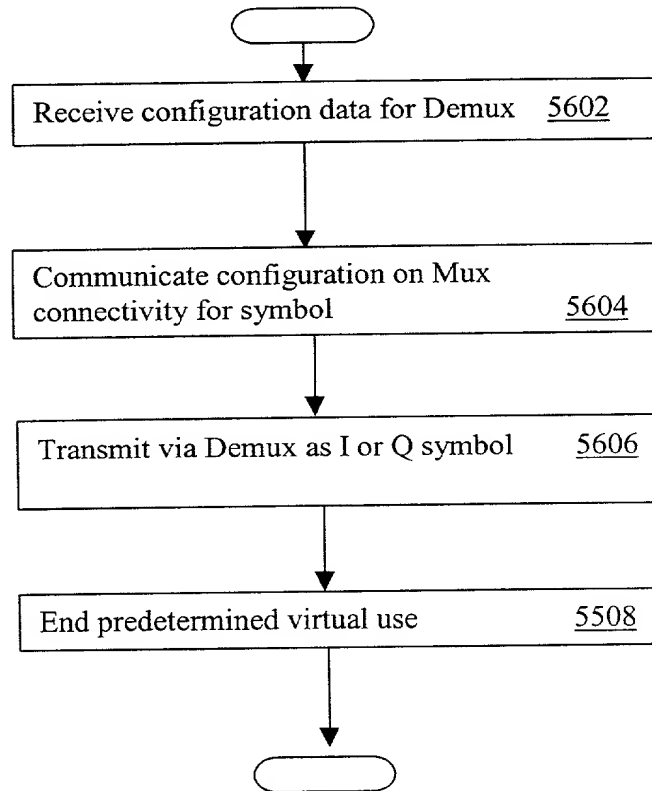 Receive configuration data for Demux 5602
Communicate configuration on Mux
connectivity for symbol 5604
Transmit via Demux as I or Q symbol 5606
End predetermined virtual use 5508